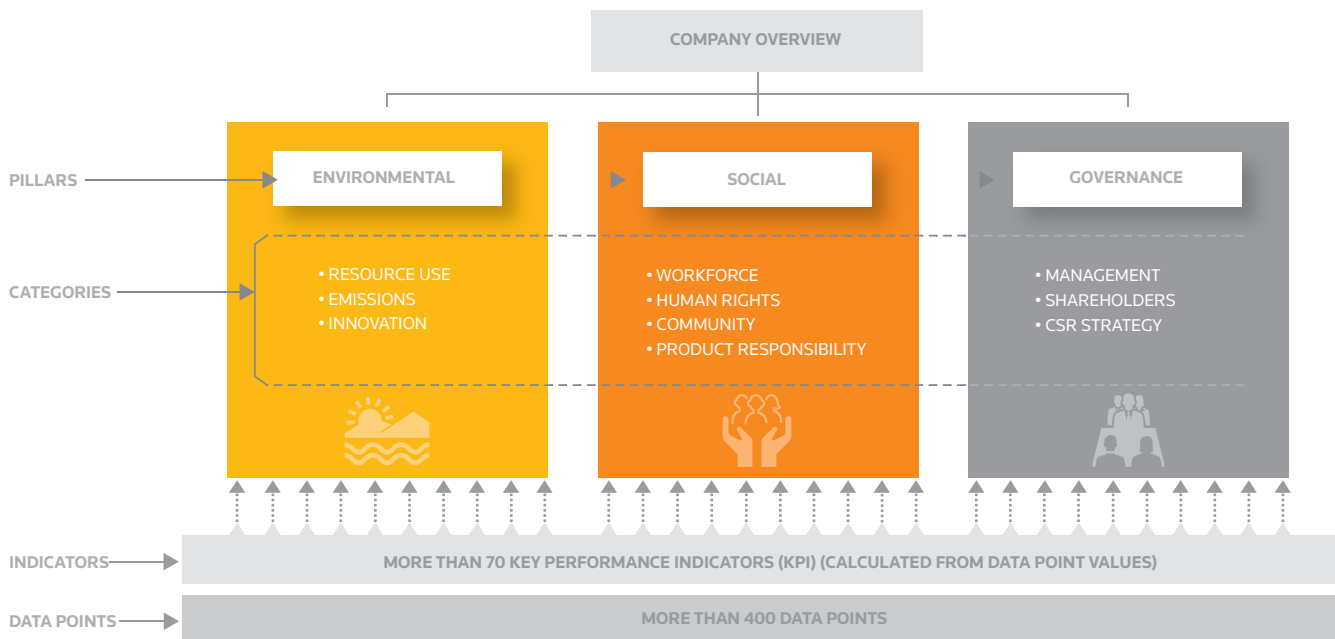 COMPANY OVERVIEW
PILLARS
ENVIRONMENTAL
SOCIAL
GOVERNANCE
CATEGORIES
• RESOURCE USE
• EMISSIONS
• INNOVATION
• WORKFORCE
• HUMAN RIGHTS
• COMMUNITY
• PRODUCT RESPONSIBILITY
• MANAGEMENT
• SHAREHOLDERS
• CSR STRATEGY
INDICATORS
MORE THAN 70 KEY PERFORMANCE INDICATORS (KPI) (CALCULATED FROM DATA POINT VALUES)
DATA POINTS
MORE THAN 400 DATA POINTS